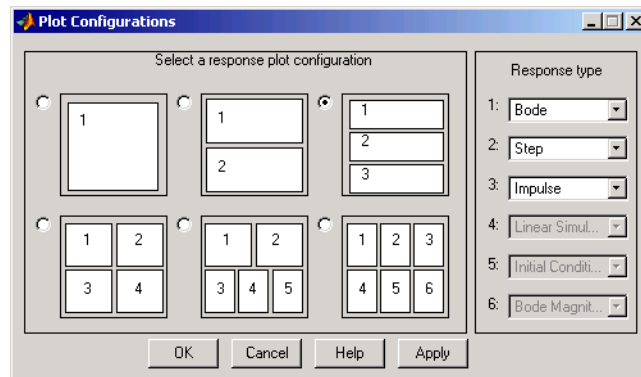 Plot Configurations
Select a response plot configuration
1
1
2
1
2
3
1 2
3 4
1 2
3 4 5
1 2 3
4 5 6
Response type
1: Bode
2: Step
3: Impulse
4: Linear Simul...
5: Initial Conditi...
6: Bode Magnit...
OK Cancel Help Apply